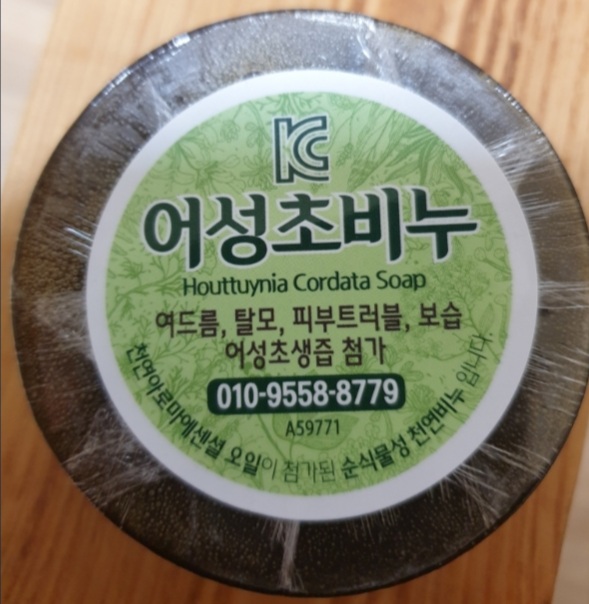 KC
어성초비누
Houttuynia Cordata Soap
여드름, 탈모, 피부트러블, 보습
어성초생즙 첨가
010-9558-8779
A59771
천연아로마에센셜 오일이 첨가된 순식물성 천연비누 입니다.